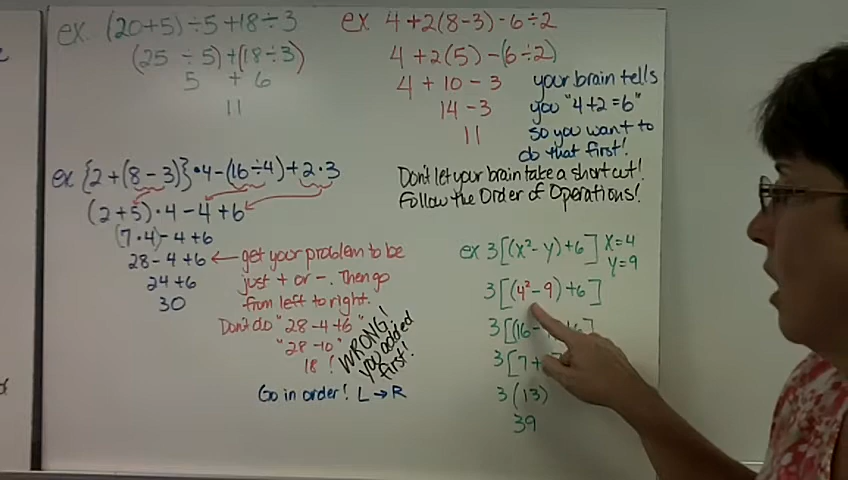 ex. (20+5) ÷ 5 + 18 ÷ 3
(25 ÷ 5) + (18 ÷ 3)
5 + 6
11
ex 4 + 2(8-3) - 6 ÷ 2
4 + 2(5) - (6 ÷ 2)
4 + 10 - 3
14 - 3
11
your brain tells
you "4+2=6"
so you want to
do that first!
Don't let your brain take a short cut!
Follow the Order of Operations!
ex {2 + (8 - 3)} • 4 - (16 ÷ 4) + 2 • 3
(2 + 5) • 4 - 4 + 6
(7 • 4) - 4 + 6
28 - 4 + 6
24 + 6
30
get your problem to be
just + or -. Then go
from left to right.
Don't do "28 - 4 + 6"
"28 - 10"
18!
WRONG!
you added
first!
Go in order! L → R
ex 3[(x² - y) + 6] x=4
y=9
3[(4² - 9) + 6]
3[(16 -
3[7 +
3(13)
39